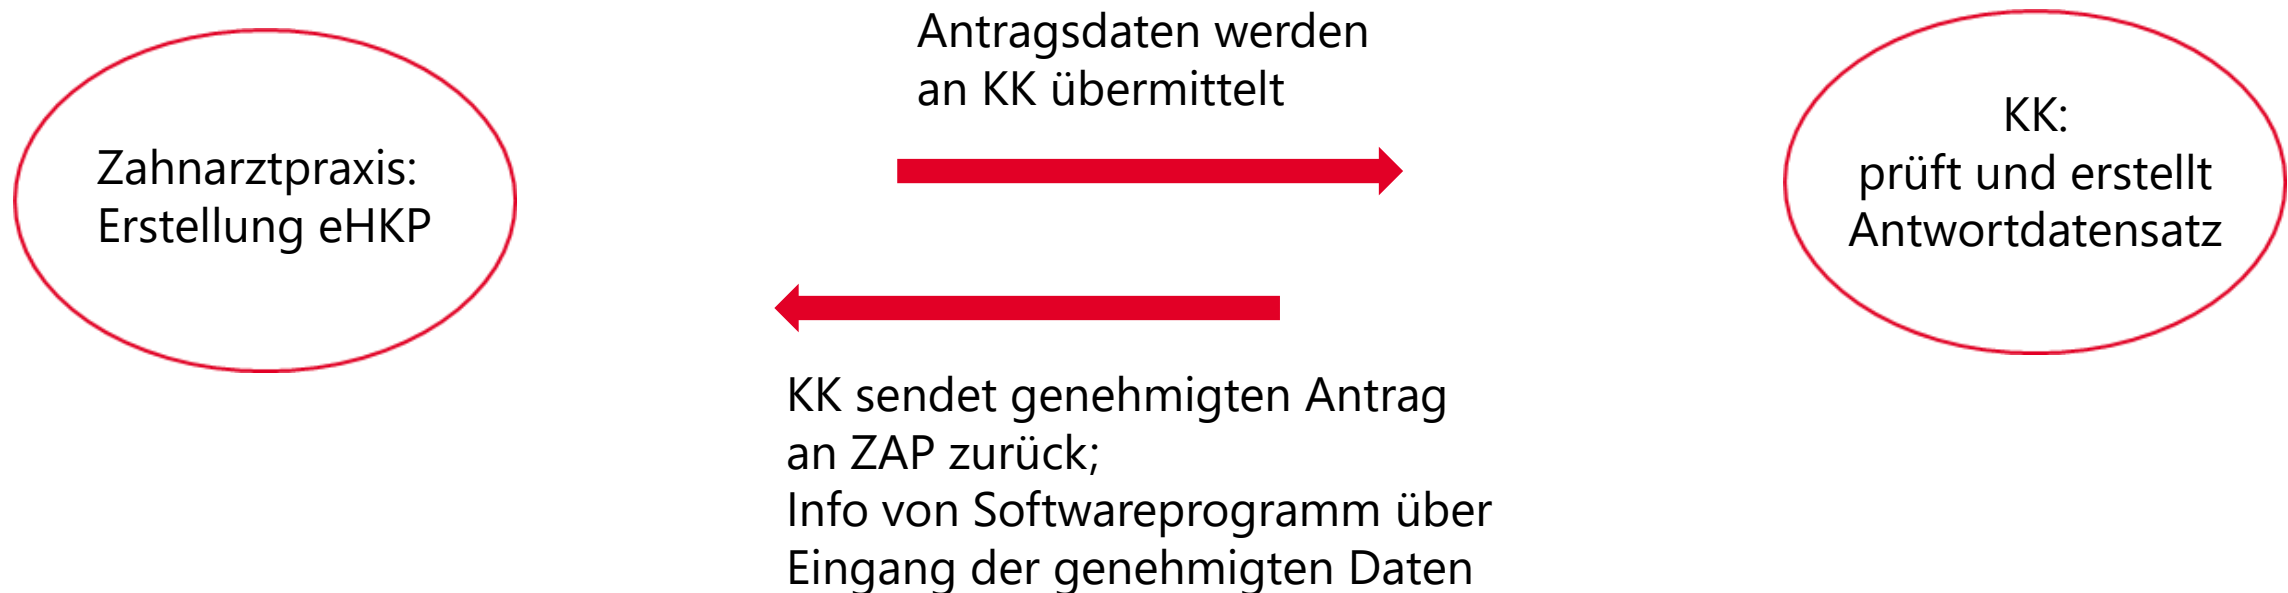 Zahnarztpraxis:
Erstellung eHKP
Antragsdaten werden
an KK übermittelt
KK sendet genehmigten Antrag
an ZAP zurück;
Info von Softwareprogramm über
Eingang der genehmigten Daten
KK:
prüft und erstellt
Antwortdatensatz